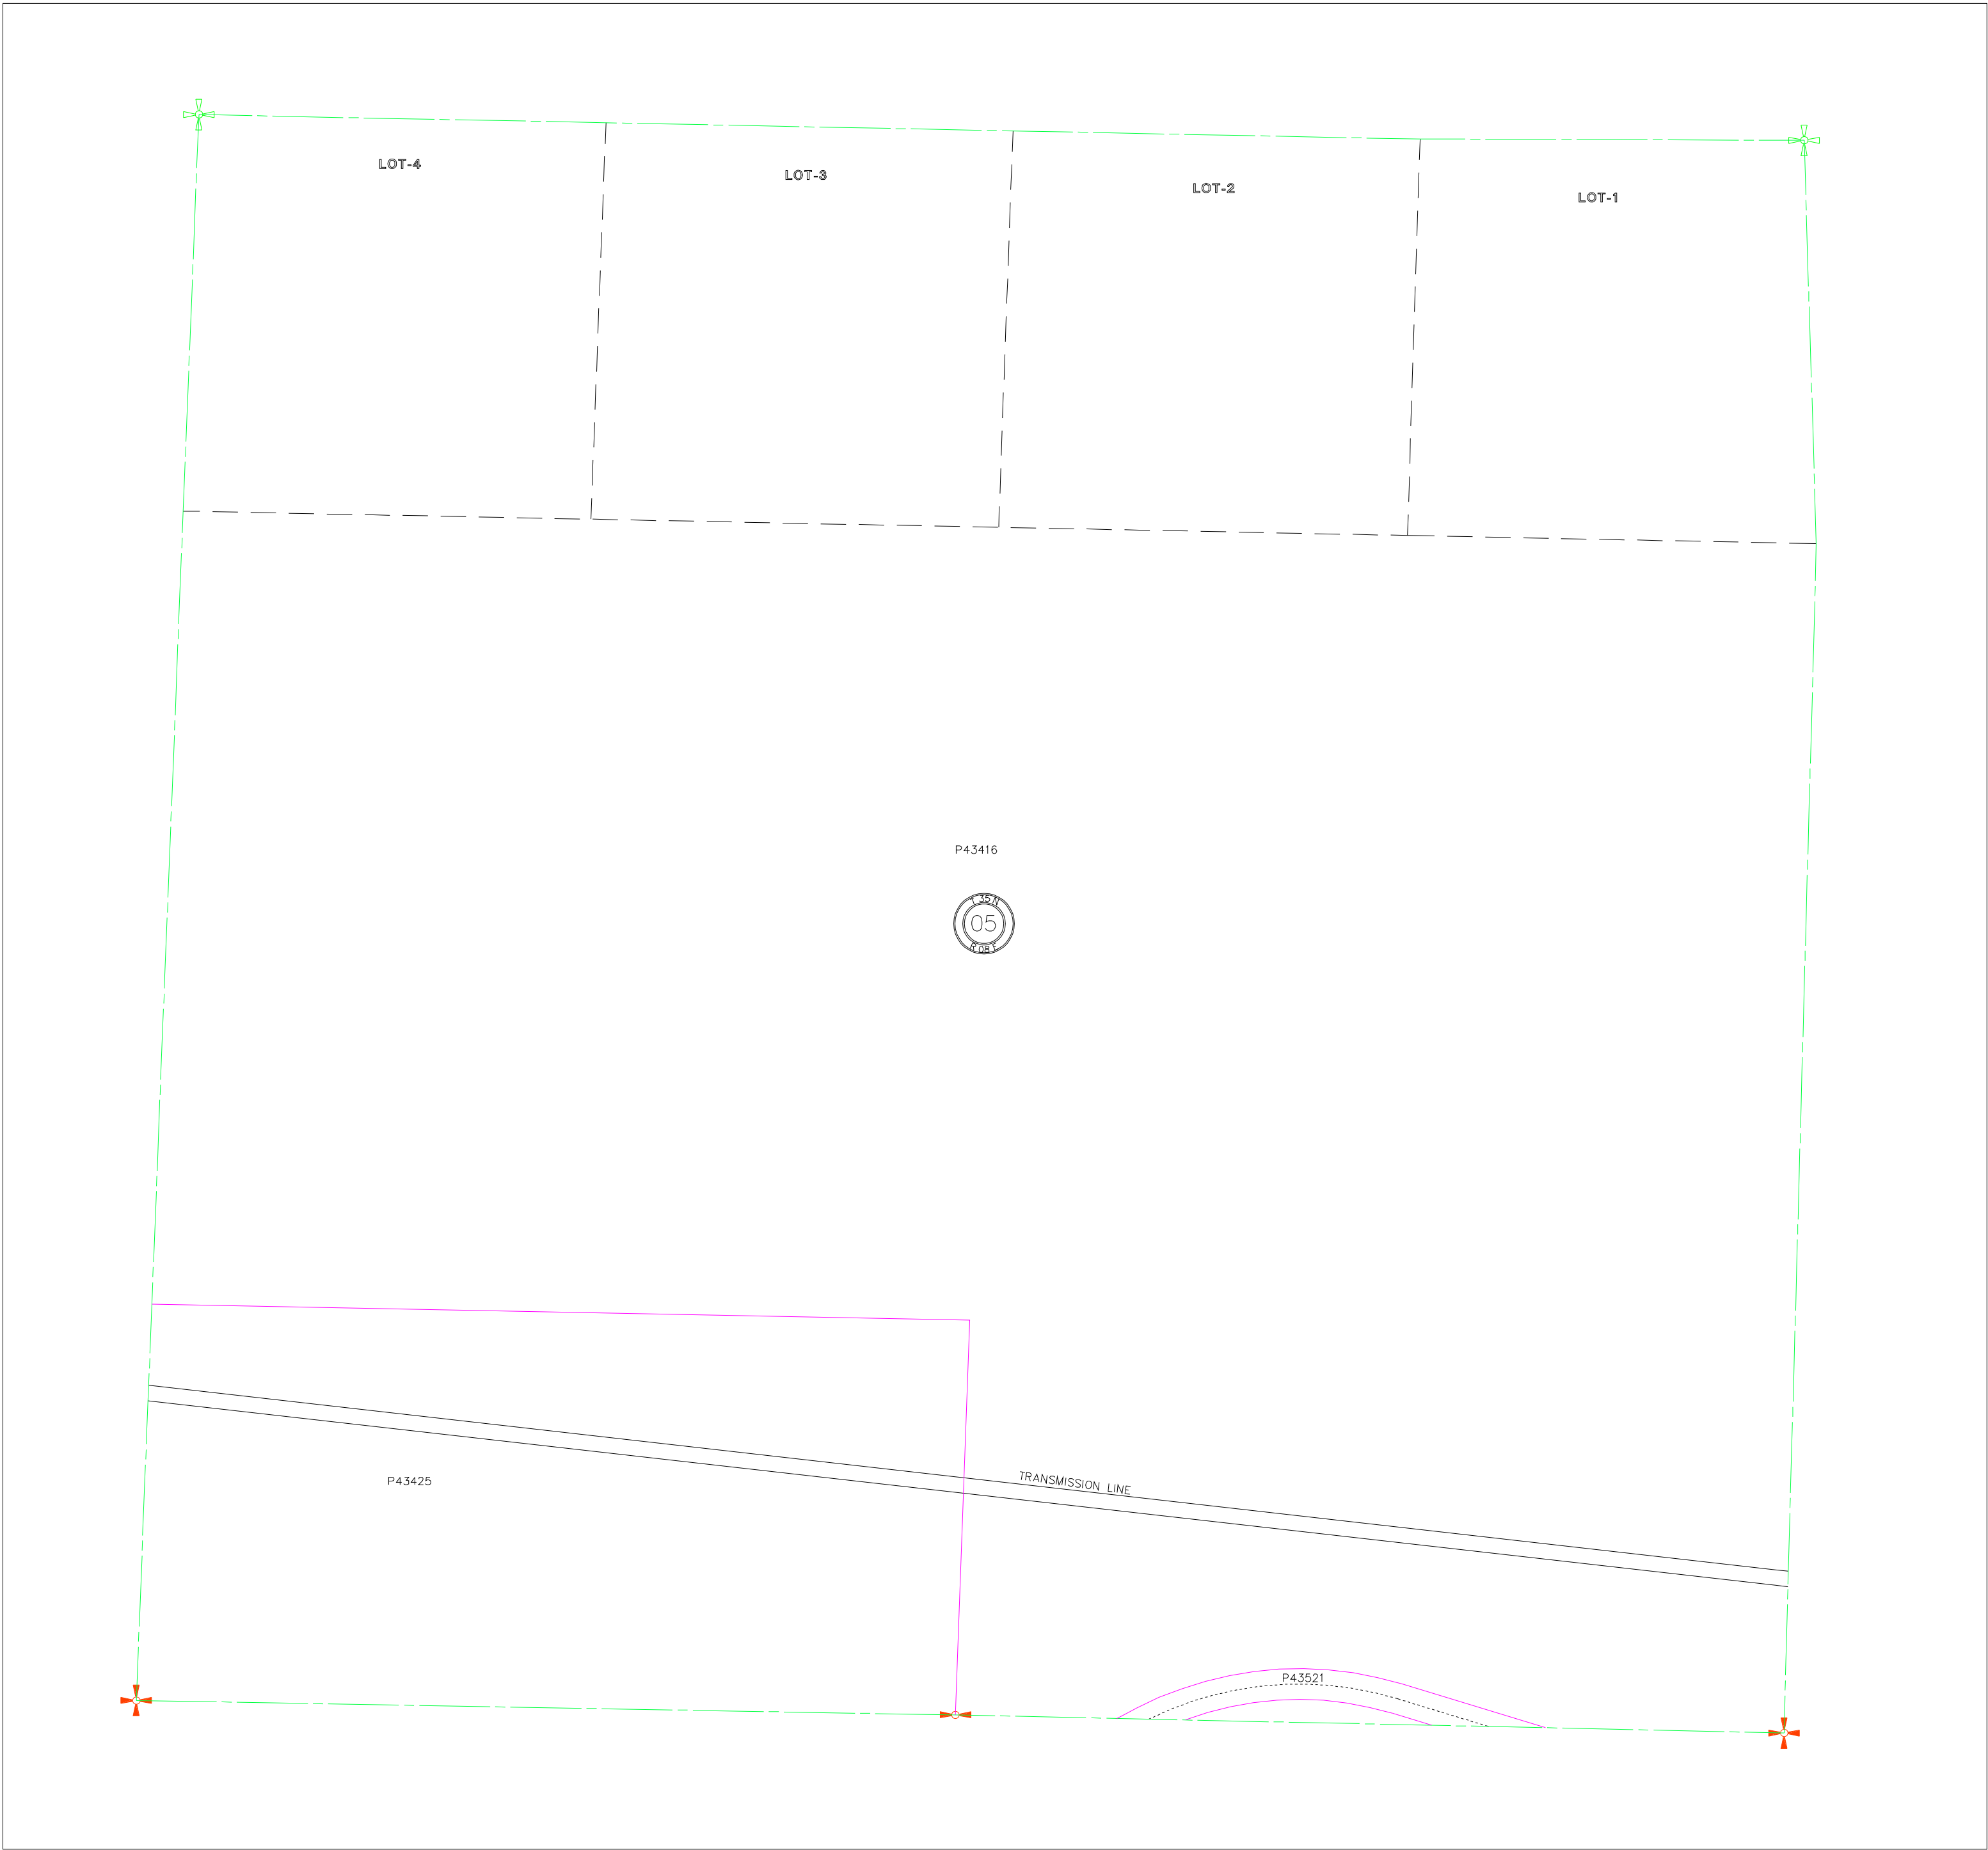 LOT-4
LOT-3
LOT-2
LOT-1
P43416
T 35 N
05
R 08 E
P43425
TRANSMISSION LINE
P43521